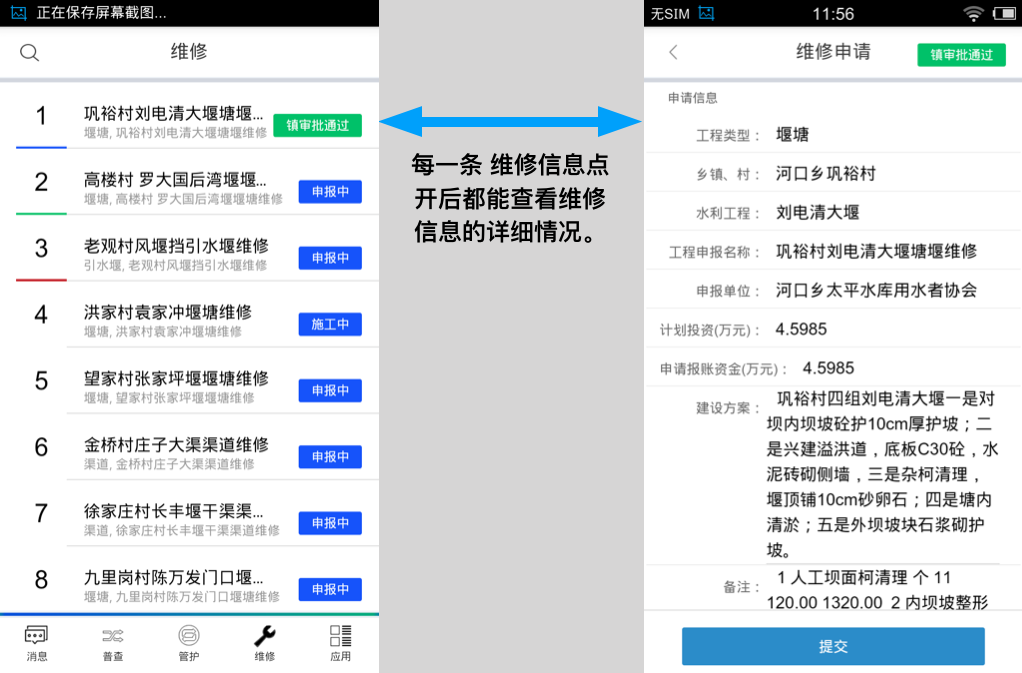 正在保存屏幕截图...
维修
1
巩裕村刘电清大堰塘堰...
堰塘, 巩裕村刘电清大堰塘堰维修
镇审批通过
2
高楼村 罗大国后湾堰堰...
堰塘, 高楼村 罗大国后湾堰堰塘维修
申报中
3
老观村风堰挡引水堰维修
引水堰, 老观村风堰挡引水堰维修
申报中
4
洪家村袁家冲堰塘维修
堰塘, 洪家村袁家冲堰塘维修
施工中
5
望家村张家坪堰堰塘维修
堰塘, 望家村张家坪堰堰塘维修
申报中
6
金桥村庄子大渠渠道维修
渠道, 金桥村庄子大渠渠道维修
申报中
7
徐家庄村长丰堰干渠渠...
渠道, 徐家庄村长丰堰干渠渠道维修
申报中
8
九里岗村陈万发门口堰...
堰塘, 九里岗村陈万发门口堰塘维修
申报中
消息
普查
管护
维修
应用
每一条 维修信息点
开后都能查看维修
信息的详细情况。
无SIM
11:56
维修申请
镇审批通过
申请信息
工程类型： 堰塘
乡镇、村： 河口乡巩裕村
水利工程： 刘电清大堰
工程申报名称： 巩裕村刘电清大堰塘堰维修
申报单位： 河口乡太平水库用水者协会
计划投资(万元)： 4.5985
申请报账资金(万元)： 4.5985
建设方案： 巩裕村四组刘电清大堰一是对
坝内坝坡砼护10cm厚护坡；二
是兴建溢洪道，底板C30砼，水
泥砖砌侧墙，三是杂柯清理，
堰顶铺10cm砂卵石；四是塘内
清淤；五是外坝坡块石浆砌护
坡。
备注： 1 人工坝面柯清理 个 11
120.00 1320.00 2 内坝坡整形
提交